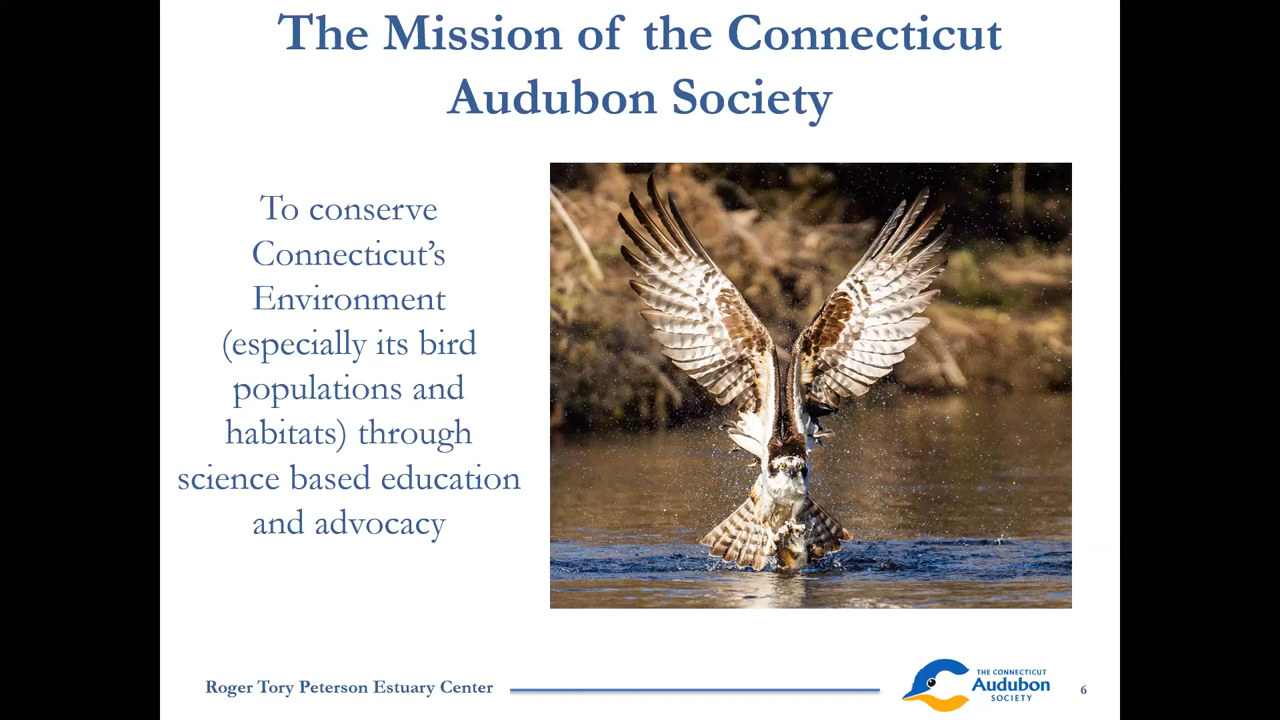 The Mission of the Connecticut
Audubon Society
To conserve
Connecticut’s
Environment
(especially its bird
populations and
habitats) through
science based education
and advocacy
Roger Tory Peterson Estuary Center
THE CONNECTICUT
Audubon
SOCIETY
6